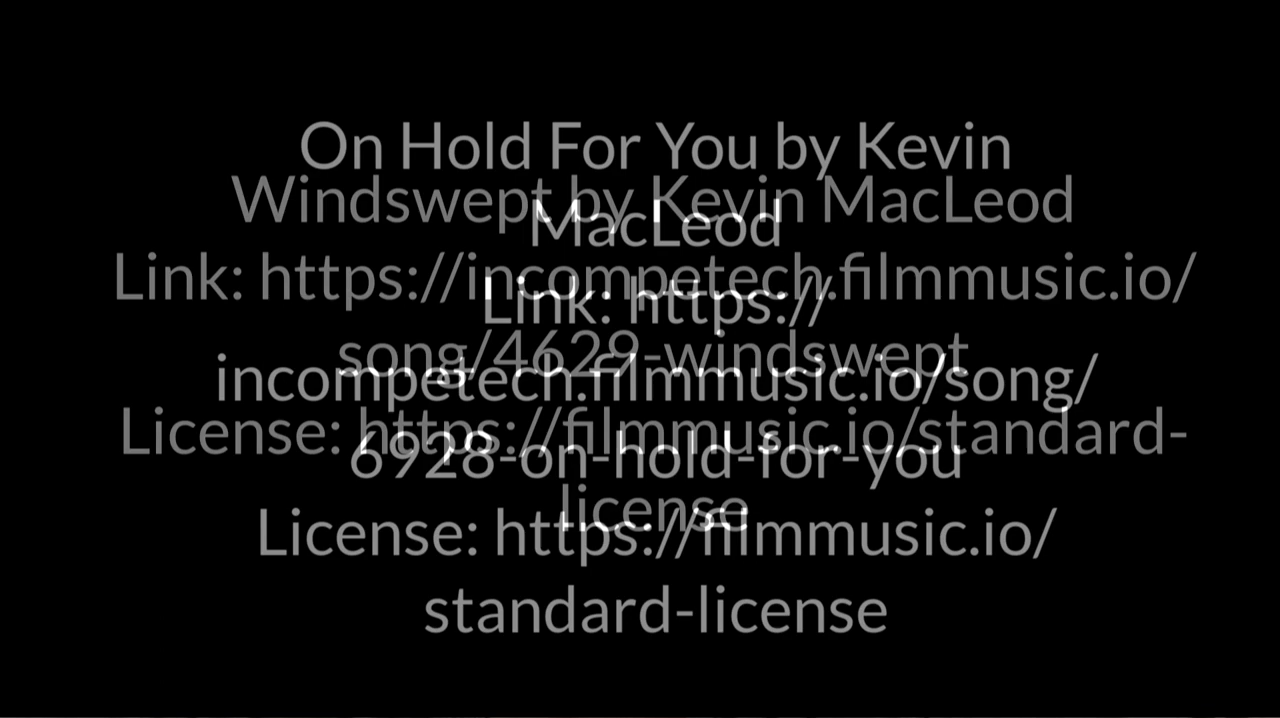 On Hold For You by Kevin
MacLeod
Link: https://
incompetech.filmmusic.io/song/
6928-on-hold-for-you
License: https://filmmusic.io/
standard-license
Windswept by Kevin MacLeod
Link: https://incompetech.filmmusic.io/
song/4629-windswept
License: https://filmmusic.io/standard-
license